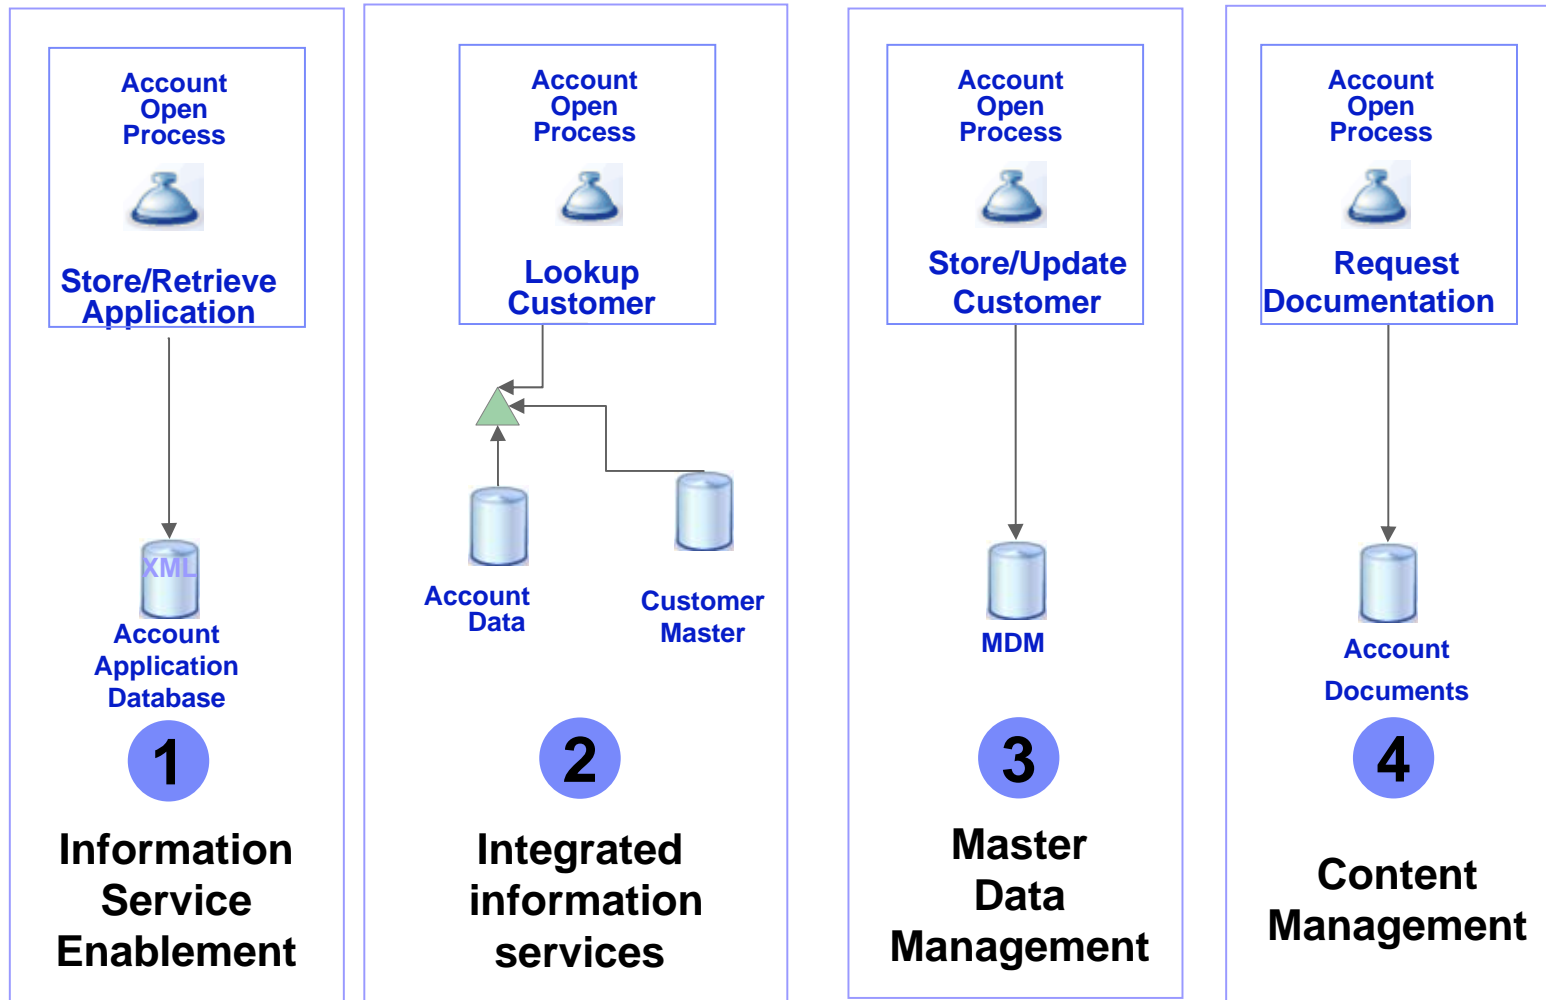 Account
Open
Process
Store/Retrieve
Application
XML
Account
Application
Database
1
Information
Service
Enablement
Account
Open
Process
Lookup
Customer
Account
Data
Customer
Master
2
Integrated
information
services
Account
Open
Process
Store/Update
Customer
MDM
3
Master
Data
Management
Account
Open
Process
Request
Documentation
Account
Documents
4
Content
Management